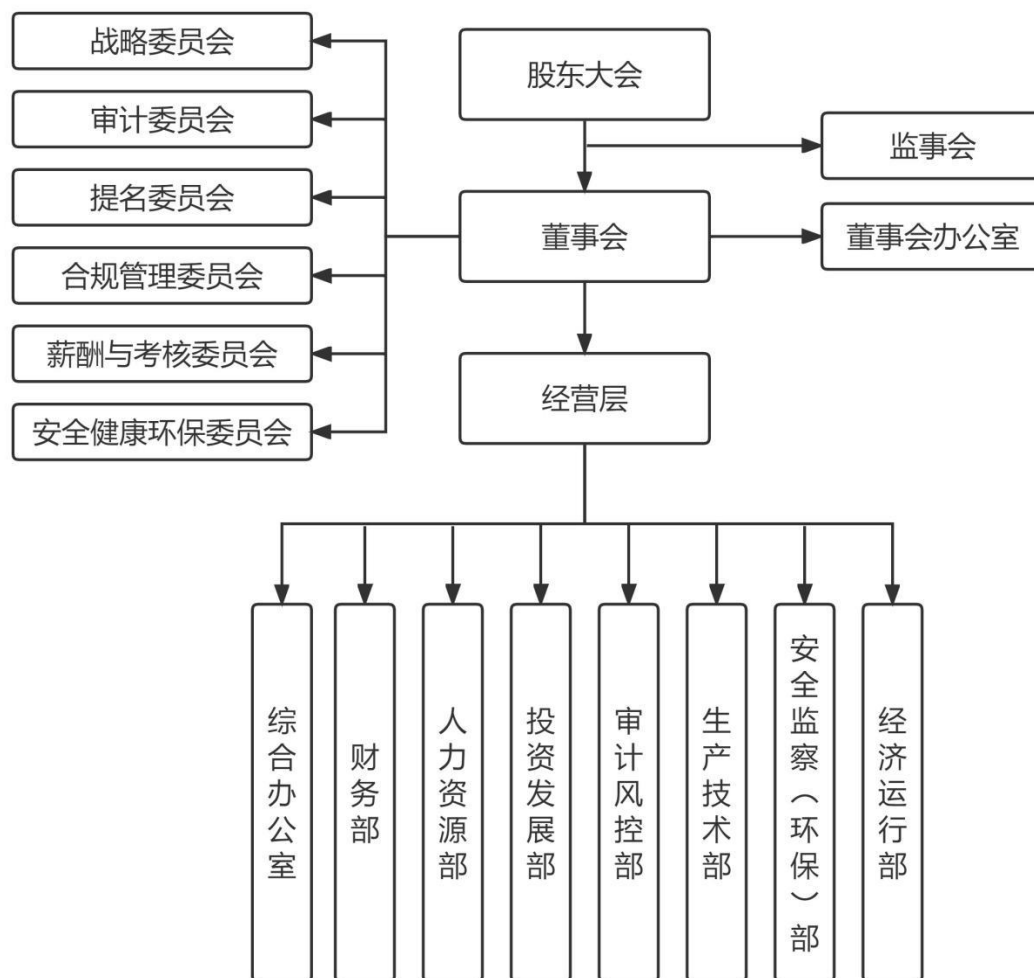 战略委员会
审计委员会
提名委员会
合规管理委员会
薪酬与考核委员会
安全健康环保委员会
股东大会
监事会
董事会
董事会办公室
经营层
综合办公室
财务部
人力资源部
投资发展部
审计风控部
生产技术部
安全监察（环保）部
经济运行部